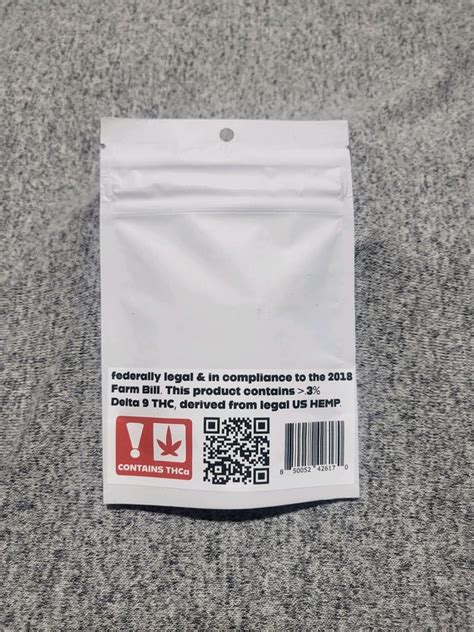 federally legal & in compliance to the 2018
Farm Bill. This product contains >.3%
Delta 9 THC, derived from legal US HEMP.
CONTAINS THCa
8 50052 42617 0